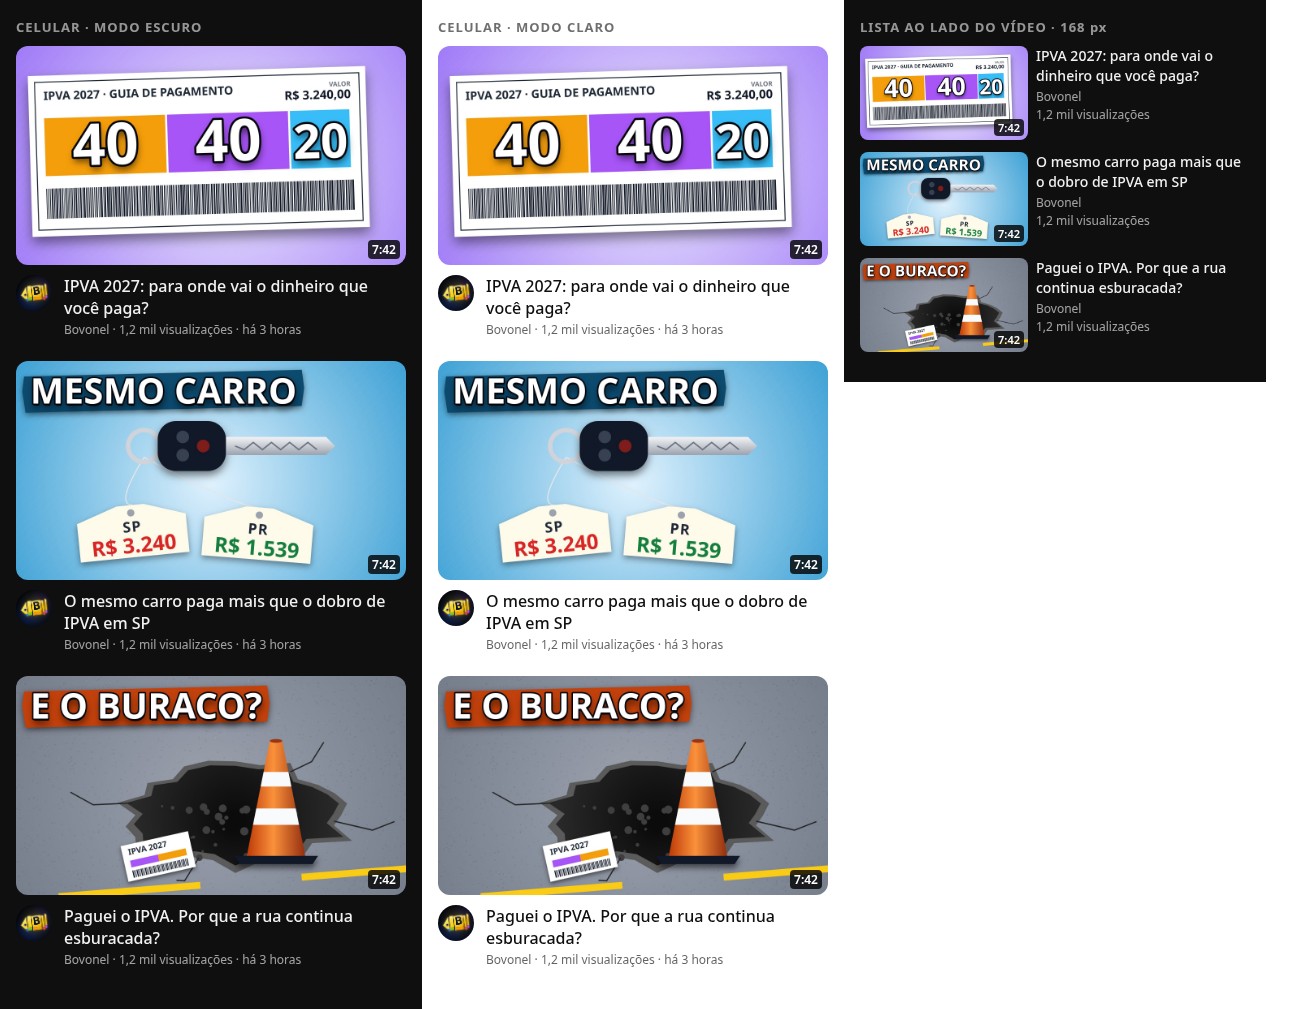 CELULAR · MODO ESCURO
IPVA 2027 · GUIA DE PAGAMENTO
VALOR
R$ 3.240,00
40
40
20
7:42
B
IPVA 2027: para onde vai o dinheiro que
você paga?
Bovonel · 1,2 mil visualizações · há 3 horas
MESMO CARRO
SP
R$ 3.240
PR
R$ 1.539
7:42
B
O mesmo carro paga mais que o dobro de
IPVA em SP
Bovonel · 1,2 mil visualizações · há 3 horas
E O BURACO?
IPVA 2027
7:42
B
Paguei o IPVA. Por que a rua continua
esburacada?
Bovonel · 1,2 mil visualizações · há 3 horas
CELULAR · MODO CLARO
IPVA 2027 · GUIA DE PAGAMENTO
VALOR
R$ 3.240,00
40
40
20
7:42
B
IPVA 2027: para onde vai o dinheiro que
você paga?
Bovonel · 1,2 mil visualizações · há 3 horas
MESMO CARRO
SP
R$ 3.240
PR
R$ 1.539
7:42
B
O mesmo carro paga mais que o dobro de
IPVA em SP
Bovonel · 1,2 mil visualizações · há 3 horas
E O BURACO?
IPVA 2027
7:42
B
Paguei o IPVA. Por que a rua continua
esburacada?
Bovonel · 1,2 mil visualizações · há 3 horas
LISTA AO LADO DO VÍDEO · 168 px
IPVA 2027 · GUIA DE PAGAMENTO
VALOR
R$ 3.240,00
40
40
20
7:42
IPVA 2027: para onde vai o
dinheiro que você paga?
Bovonel
1,2 mil visualizações
MESMO CARRO
SP
R$ 3.240
PR
R$ 1.539
7:42
O mesmo carro paga mais que
o dobro de IPVA em SP
Bovonel
1,2 mil visualizações
E O BURACO?
IPVA 2027
7:42
Paguei o IPVA. Por que a rua
continua esburacada?
Bovonel
1,2 mil visualizações